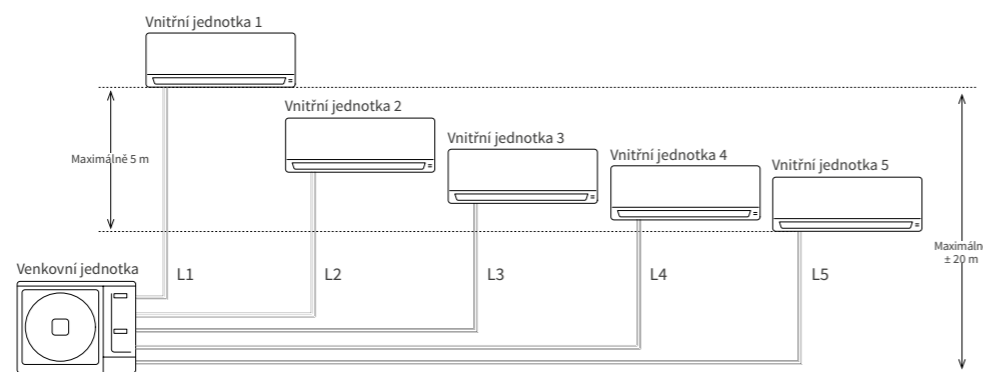 Vnitřní jednotka 1
Vnitřní jednotka 2
Vnitřní jednotka 3
Vnitřní jednotka 4
Vnitřní jednotka 5
Maximálně 5 m
Maximáln
± 20 m
Venkovní jednotka
L1
L2
L3
L4
L5